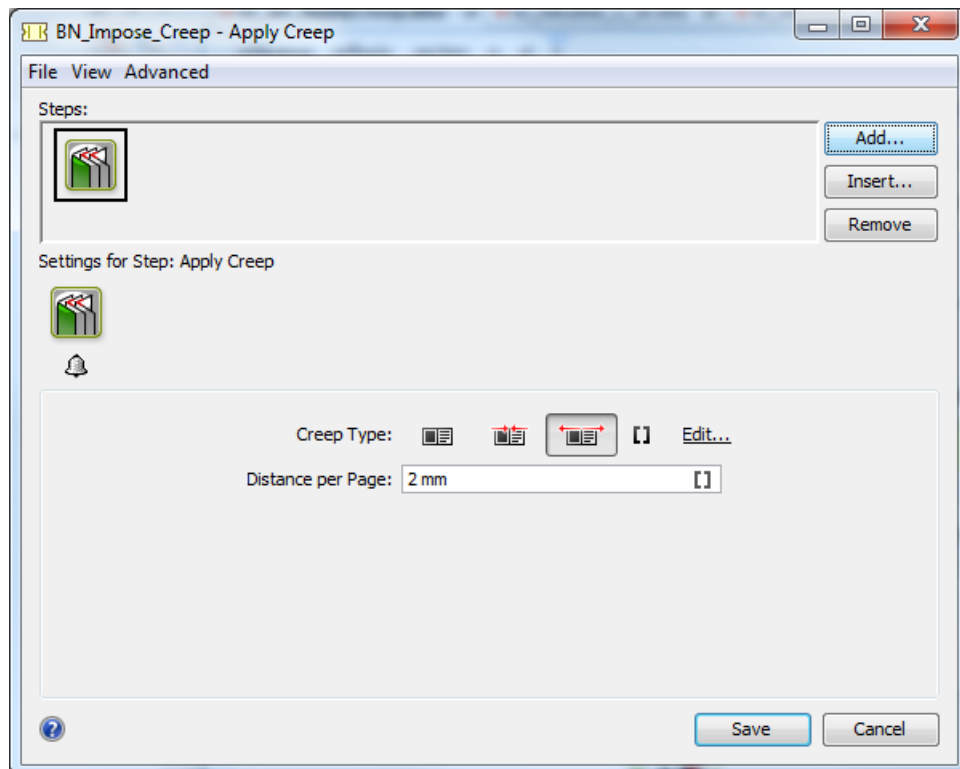 BN_Impose_Creep - Apply Creep
File View Advanced
Steps:
Add...
Insert...
Remove
Settings for Step: Apply Creep
Creep Type: [] Edit...
Distance per Page: 2 mm []
? Save Cancel